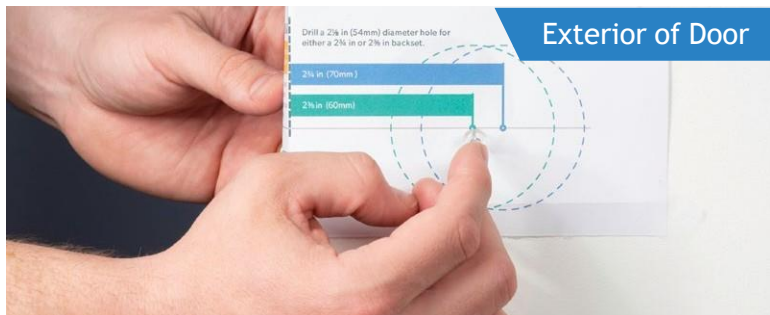 Exterior of Door
Drill a 2⅛ in (54mm) diameter hole for
either a 2¾ in or 2⅜ in backset.
2¾ in (70mm)
2⅜ in (60mm)